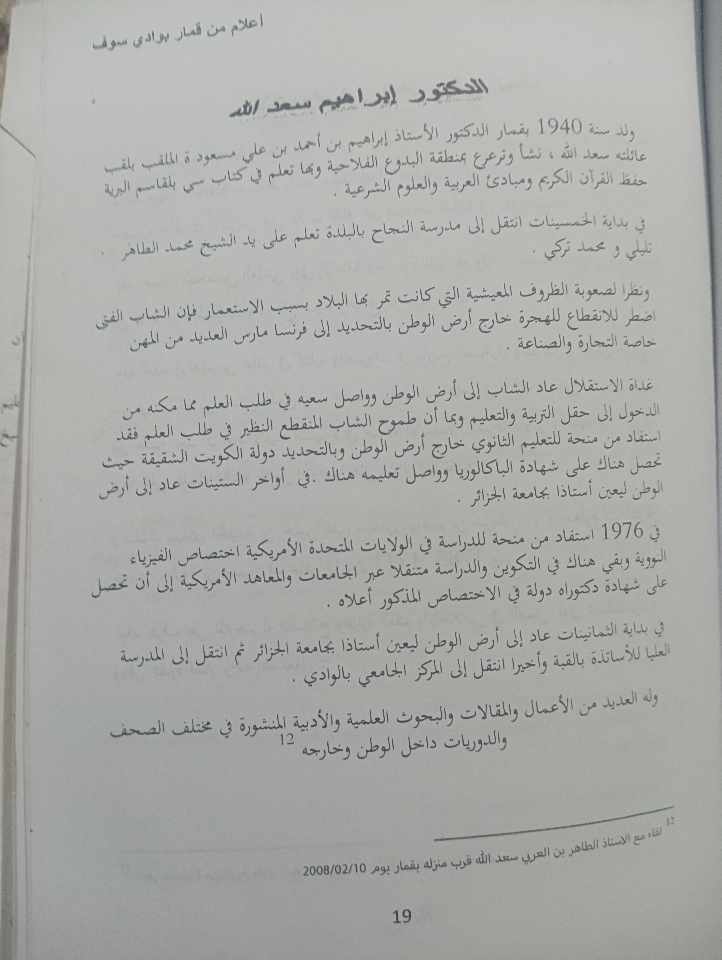 أعلام من قمار بوادي سوف
الدكتور إبراهيم سعد الله
ولد سنة 1940 بقمار الدكتور الأستاذ إبراهيم بن أحمد بن علي مسعود ة الملقب بلقب
عائلته سعد الله ، نشأ وترعرع بمنطقة البدوع الفلاحية وبها تعلم في كتاب سي بلقاسم البرية
حفظ القرآن الكريم ومبادئ العربية والعلوم الشرعية .
في بداية الخمسينات انتقل إلى مدرسة النجاح بالبلدة تعلم على يد الشيخ محمد الطاهر
تليلي و محمد تركي .
ونظرا لصعوبة الظروف المعيشية التي كانت تمر بها البلاد بسبب الاستعمار فإن الشاب الفتى
اضطر للانقطاع للهجرة خارج أرض الوطن بالتحديد إلى فرنسا مارس العديد من المهن
خاصة التجارة والصناعة .
غداة الاستقلال عاد الشاب إلى أرض الوطن وواصل سعيه في طلب العلم مما مكنه من
الدخول إلى حقل التربية والتعليم وبما أن طموح الشاب المنقطع النظير في طلب العلم فقد
استفاد من منحة للتعليم الثانوي خارج أرض الوطن وبالتحديد دولة الكويت الشقيقة حيث
تحصل هناك على شهادة الباكالوريا وواصل تعليمه هناك .في أواخر الستينات عاد إلى أرض
الوطن ليعين أستاذا بجامعة الجزائر .
في 1976 استفاد من منحة للدراسة في الولايات المتحدة الأمريكية اختصاص الفيزياء
النووية وبقي هناك في التكوين والدراسة متنقلا عبر الجامعات والمعاهد الأمريكية إلى أن تحصل
على شهادة دكتوراه دولة في الاختصاص المذكور أعلاه .
في بداية الثمانينات عاد إلى أرض الوطن ليعين أستاذا بجامعة الجزائر ثم انتقل إلى المدرسة
العليا للأساتذة بالقبة وأخيرا انتقل إلى المركز الجامعي بالوادي .
وله العديد من الأعمال والمقالات والبحوث العلمية والأدبية المنشورة في مختلف الصحف
والدوريات داخل الوطن وخارجه 12
12 لقاء مع الاستاذ الطاهر بن العربي سعد الله قرب منزله بقمار يوم 2008/02/10
19